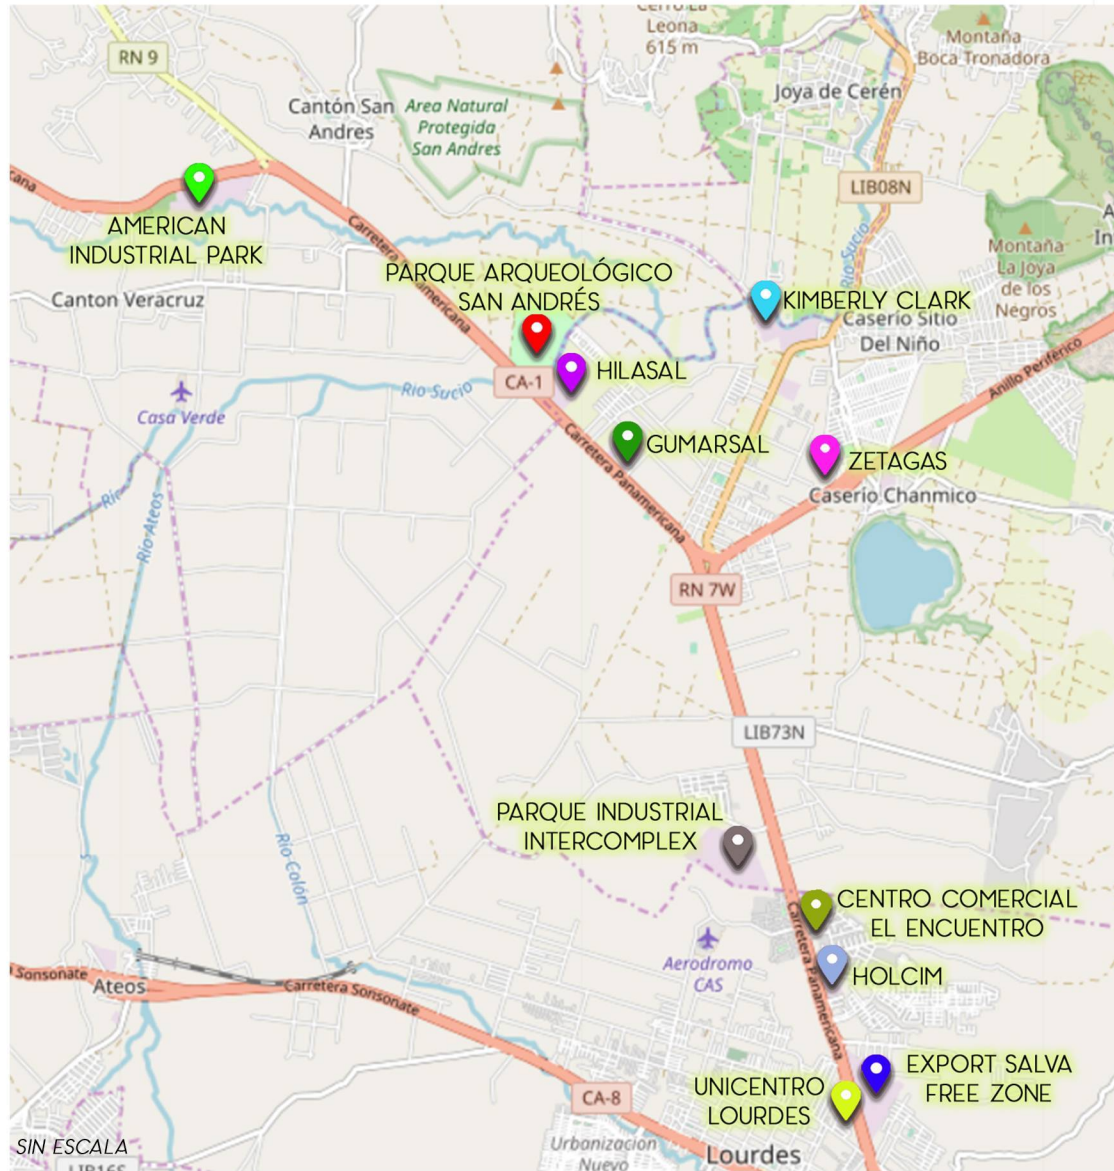 Cerro La
Leona
615 m
Montaña
Boca Tronadora
RN 9
Joya de Cerén
Cantón San
Andres
Area Natural
Protegida
San Andres
LIB08N
AMERICAN
INDUSTRIAL PARK
Carretera Panamericana
Río Sucio
Montaña
La Joya
de los
Negros
PARQUE ARQUEOLÓGICO
SAN ANDRÉS
Canton Veracruz
KIMBERLY CLARK
Caserío Sitio
Del Niño
HILASAL
CA-1
Río Sucio
Casa Verde
Anillo Periférico
GUMARSAL
Carretera Panamericana
ZETAGAS
Caserío Chanmico
Río Ateos
RN 7W
LIB73N
PARQUE INDUSTRIAL
INTERCOMPLEX
Río Colón
CENTRO COMERCIAL
EL ENCUENTRO
Carretera Panamericana
Aerodromo
CAS
HOLCIM
Sonsonate
Ateos
Carretera Sonsonate
EXPORT SALVA
FREE ZONE
UNICENTRO
LOURDES
CA-8
SIN ESCALA
Urbanización
Nuevo
Lourdes
LIB16S